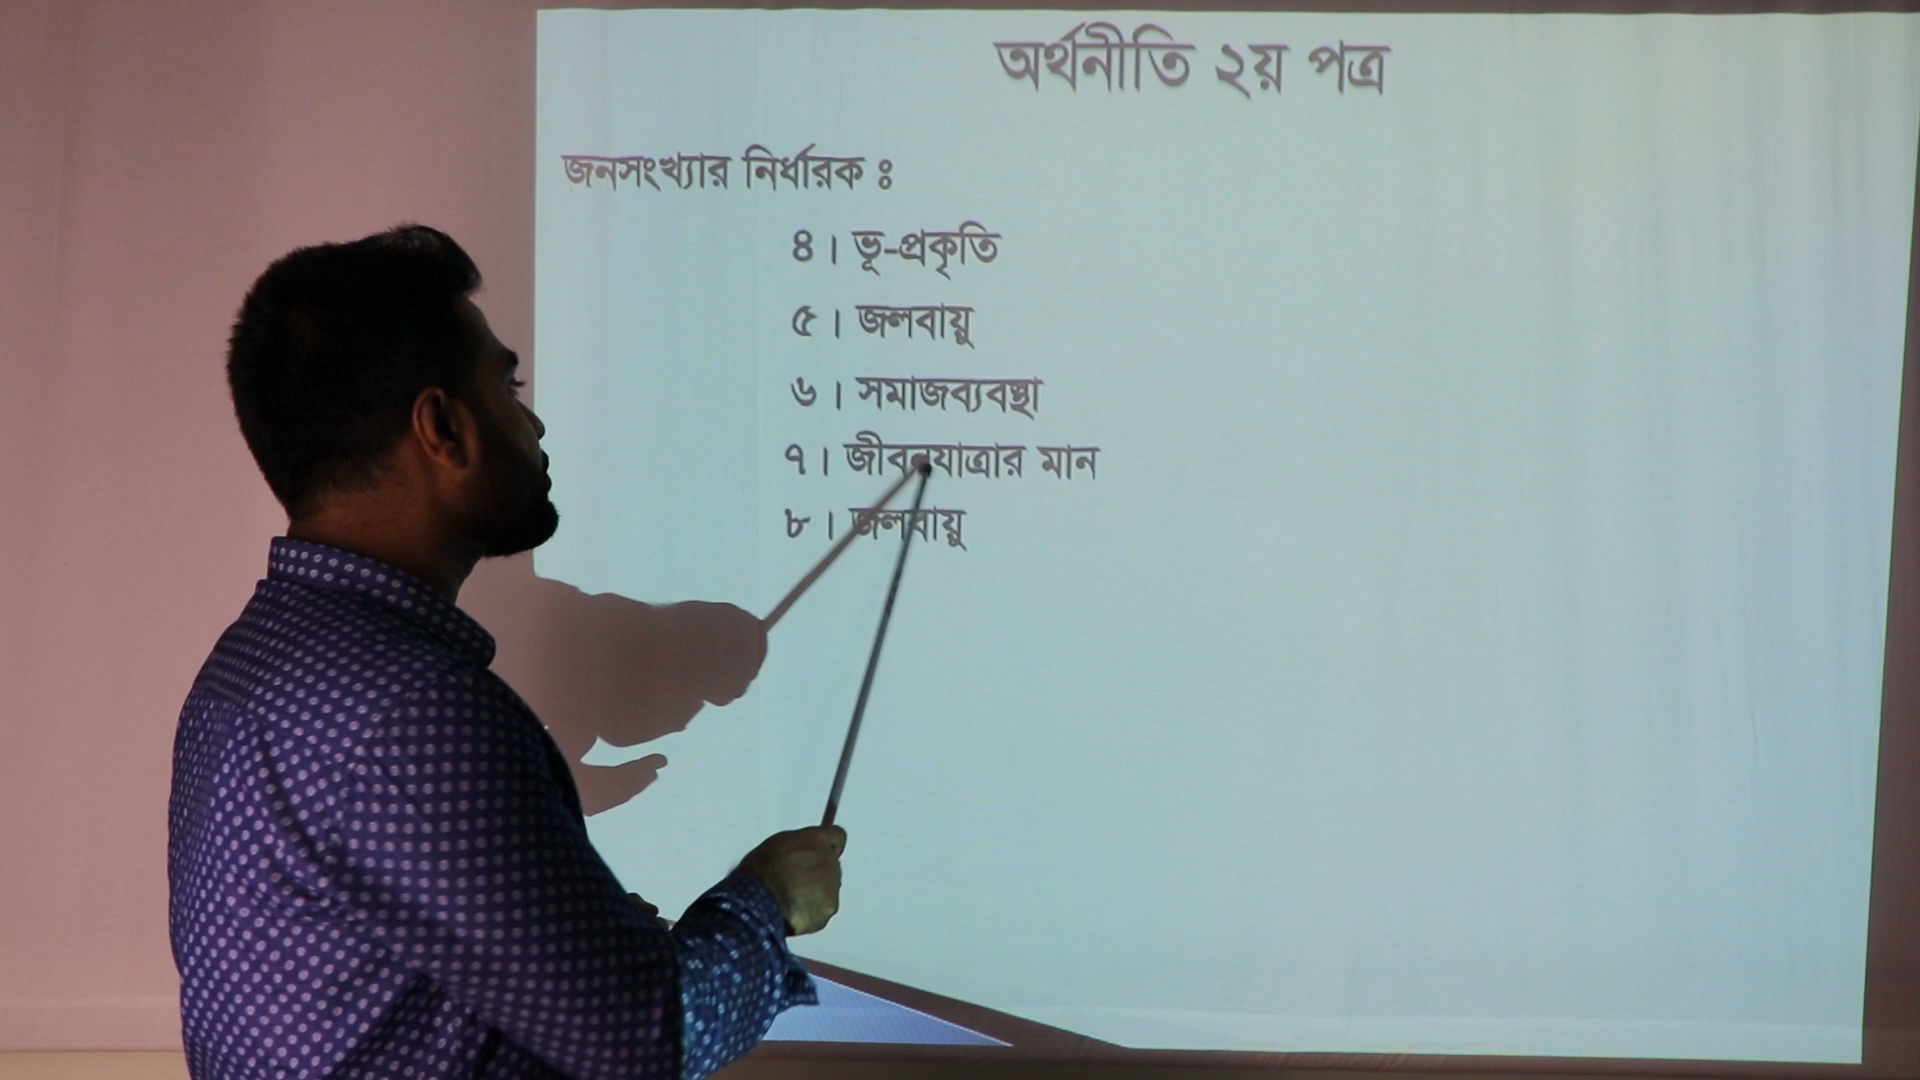 অর্থনীতি ২য় পত্র
জনসংখ্যার নির্ধারক ঃ
৪। ভূ-প্রকৃতি
৫। জলবায়ু
৬। সমাজব্যবস্থা
৭। জীবনযাত্রার মান
৮। জলবায়ু